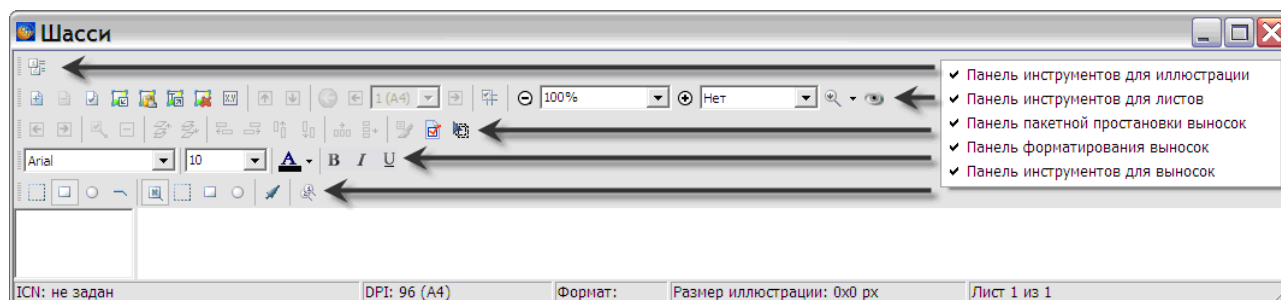 Шасси
✔ Панель инструментов для иллюстрации
X.Y 1 (A4) 100% Нет
✔ Панель инструментов для листов
✔ Панель пакетной простановки выносок
Arial 10 A B I U
✔ Панель форматирования выносок
✔ Панель инструментов для выносок
ICN: не задан DPI: 96 (A4) Формат: Размер иллюстрации: 0x0 px Лист 1 из 1